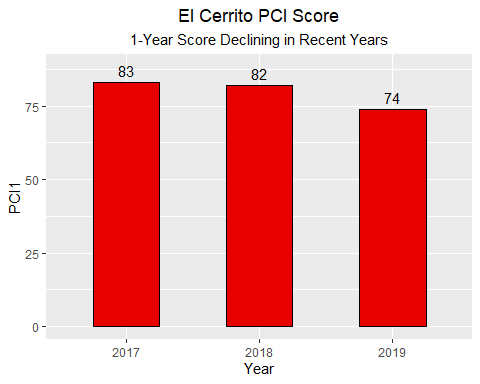 El Cerrito PCI Score
1-Year Score Declining in Recent Years
83
82
74
75
50
25
0
PCI1
2017
2018
2019
Year